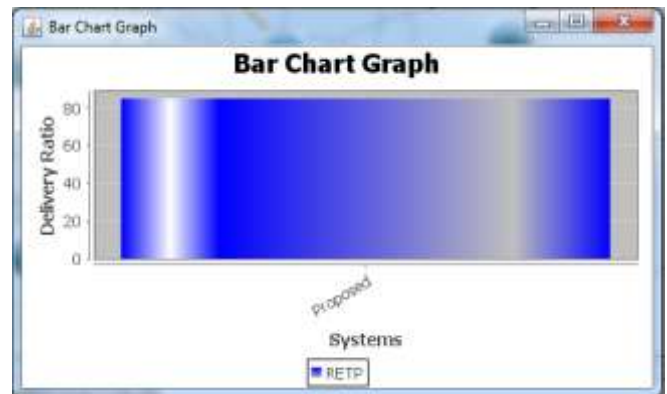 Bar Chart Graph
Bar Chart Graph
Delivery Ratio
80
60
40
20
0
Proposed
Systems
RETP